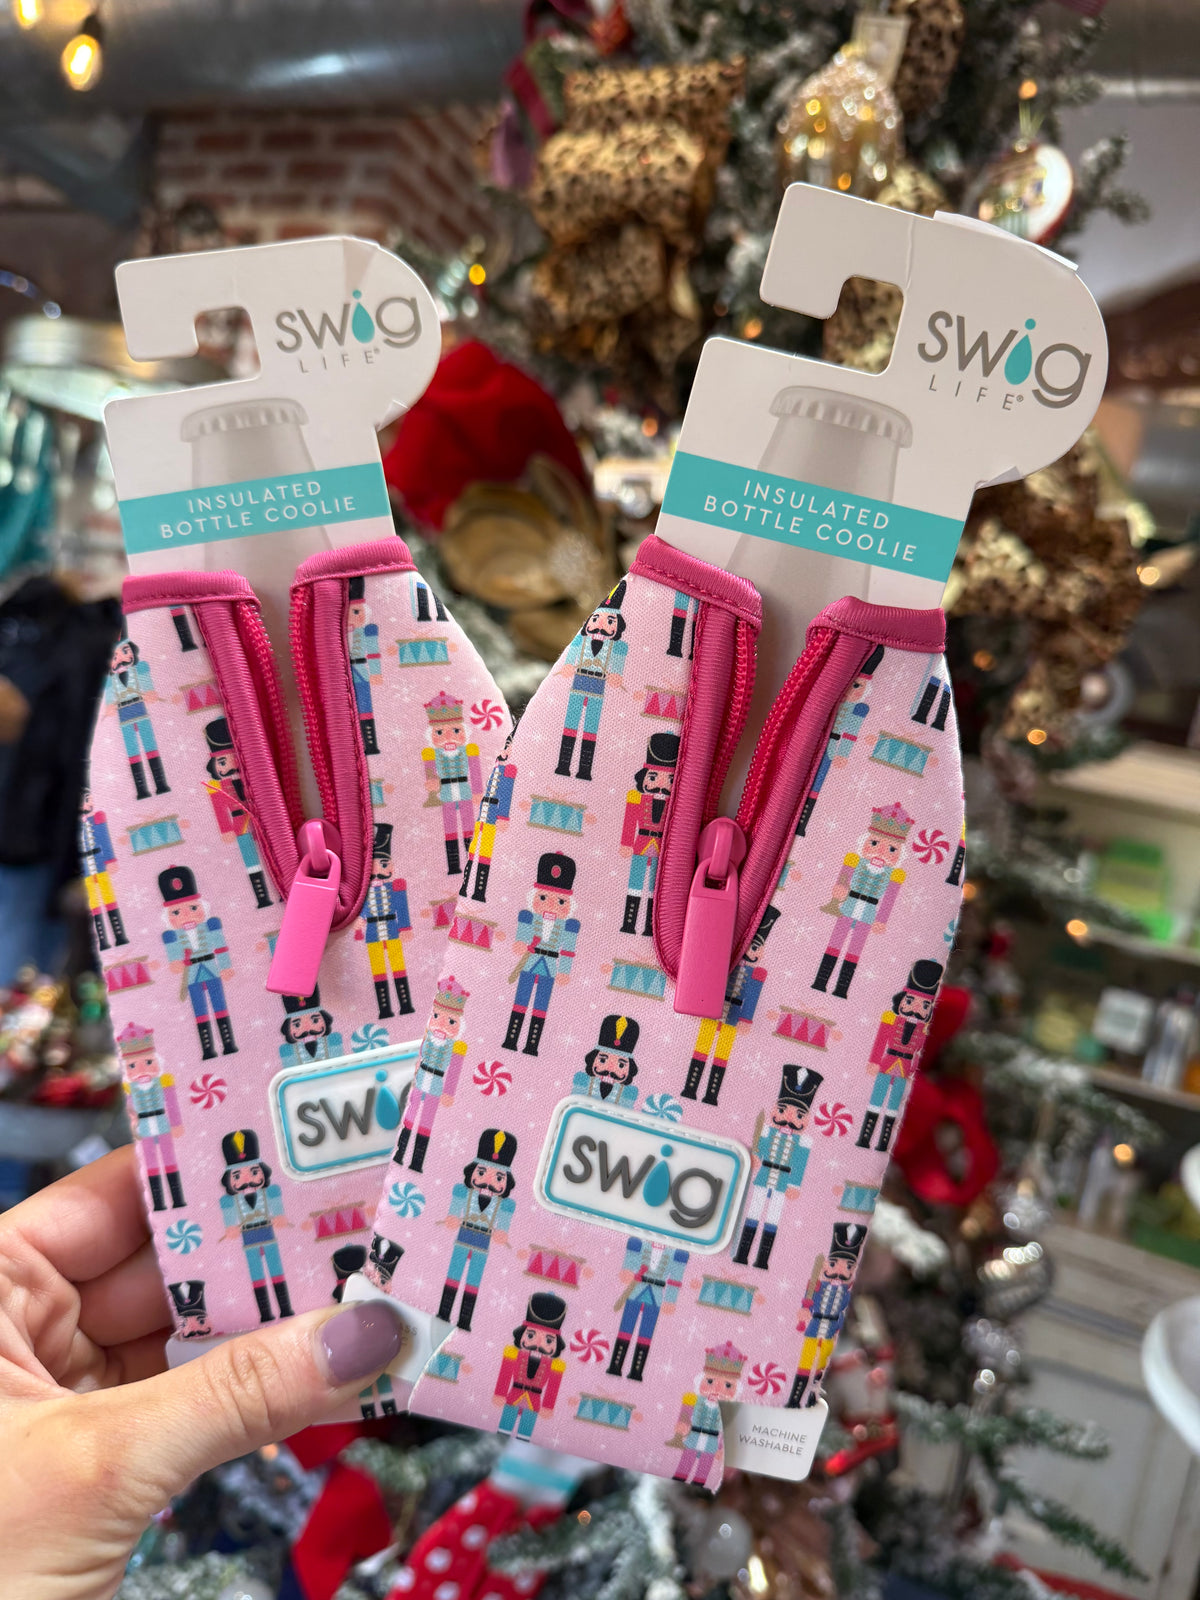 swig
LIFE®
INSULATED
BOTTLE COOLIE
swig
swig
LIFE®
INSULATED
BOTTLE COOLIE
swig
MACHINE
WASHABLE